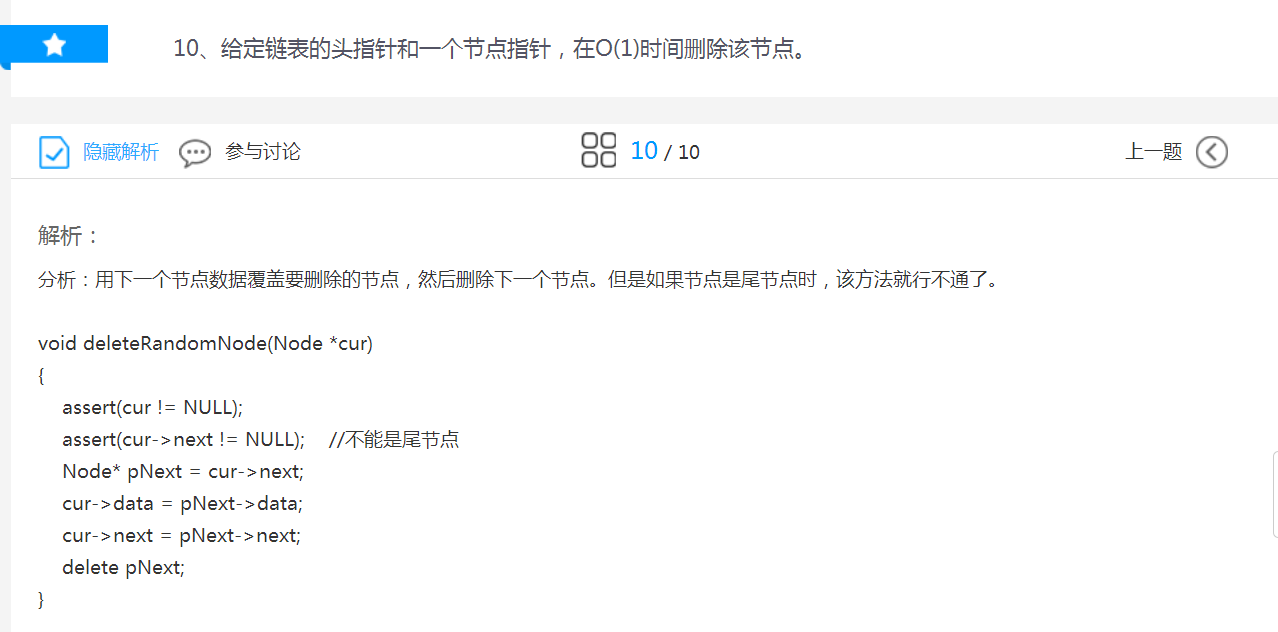 10、给定链表的头指针和一个节点指针，在O(1)时间删除该节点。
隐藏解析 参与讨论 10 / 10 上一题
解析：
分析：用下一个节点数据覆盖要删除的节点，然后删除下一个节点。但是如果节点是尾节点时，该方法就行不通了。
void deleteRandomNode(Node *cur)
{
assert(cur != NULL);
assert(cur->next != NULL); //不能是尾节点
Node* pNext = cur->next;
cur->data = pNext->data;
cur->next = pNext->next;
delete pNext;
}